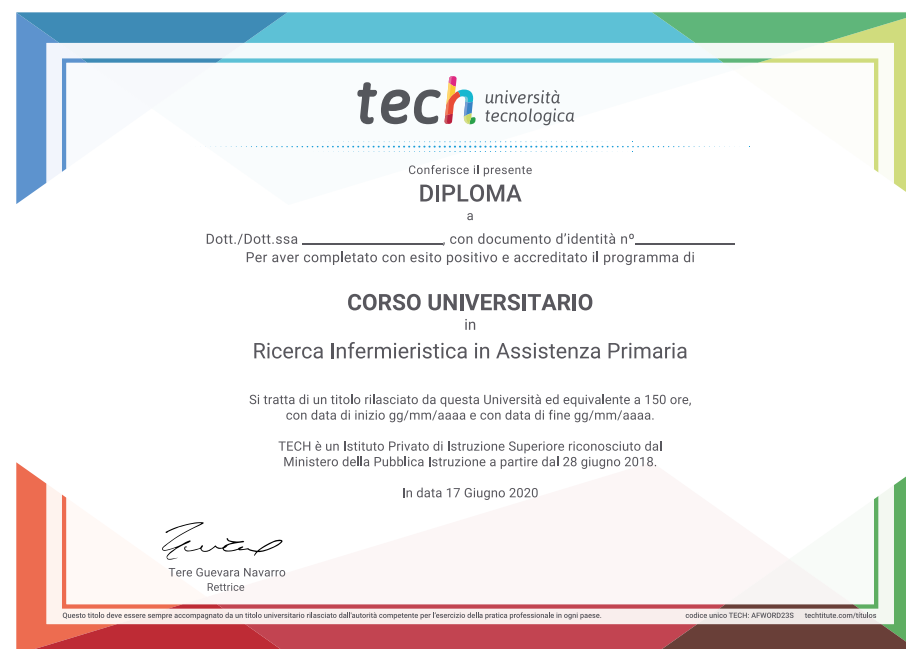 tech università
tecnologica
Conferisce il presente
DIPLOMA
a
Dott./Dott.ssa ____________________, con documento d'identità nº______________
Per aver completato con esito positivo e accreditato il programma di
CORSO UNIVERSITARIO
in
Ricerca Infermieristica in Assistenza Primaria
Si tratta di un titolo rilasciato da questa Università ed equivalente a 150 ore,
con data di inizio gg/mm/aaaa e con data di fine gg/mm/aaaa.
TECH è un Istituto Privato di Istruzione Superiore riconosciuto dal
Ministero della Pubblica Istruzione a partire dal 28 giugno 2018.
In data 17 Giugno 2020
Tere Guevara Navarro
Rettrice
Questo titolo deve essere sempre accompagnato da un titolo universitario rilasciato dall'autorità competente per l'esercizio della pratica professionale in ogni paese. codice unico TECH: AFWORD23S techtitute.com/titulos